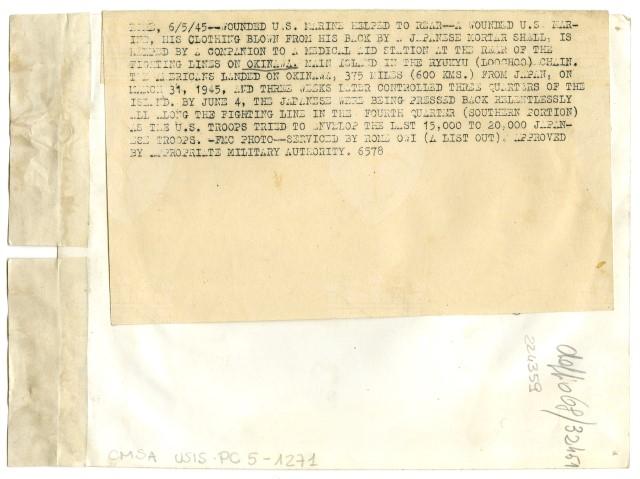 ROME, 6/5/45--WOUNDED U.S. MARINE HELPED TO REAR--A WOUNDED U.S. MAR-
INE, HIS CLOTHING BLOWN FROM HIS BACK BY A JAPANESE MORTAR SHELL, IS
HELPED BY A COMPANION TO A MEDICAL AID STATION AT THE REAR OF THE
FIGHTING LINES ON OKINAWA, MAIN ISLAND IN THE RYUKYU (LOOCHOO) CHAIN.
THE AMERICANS LANDED ON OKINAWA, 375 MILES (600 KMS.) FROM JAPAN, ON
MARCH 31, 1945, AND THREE WEEKS LATER CONTROLLED THREE QUARTERS OF THE
ISLAND. BY JUNE 4, THE JAPANESE WERE BEING PRESSED BACK RELENTLESSLY
ALL ALONG THE FIGHTING LINE IN THE FOURTH QUARTER (SOUTHERN PORTION)
AS THE U.S. TROOPS TRIED TO ENVELOP THE LAST 15,000 TO 20,000 JAPAN-
ESE TROOPS. -FMC PHOTO--SERVICED BY ROME OWI (A LIST OUT). APPROVED
BY APPROPRIATE MILITARY AUTHORITY. 6578
224359
CMSA USIS-PC 5-1271